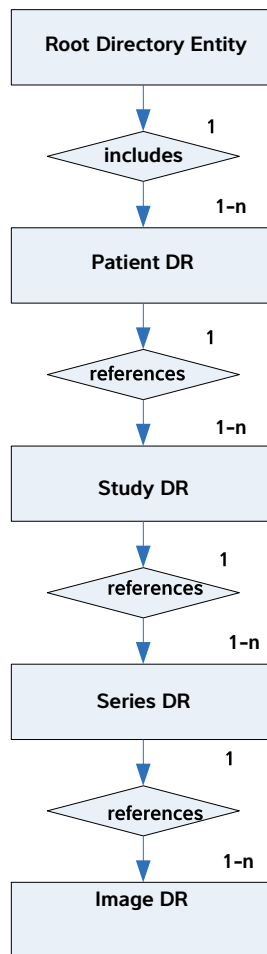 Root Directory Entity
1
includes
1-n
Patient DR
1
references
1-n
Study DR
1
references
1-n
Series DR
1
references
1-n
Image DR